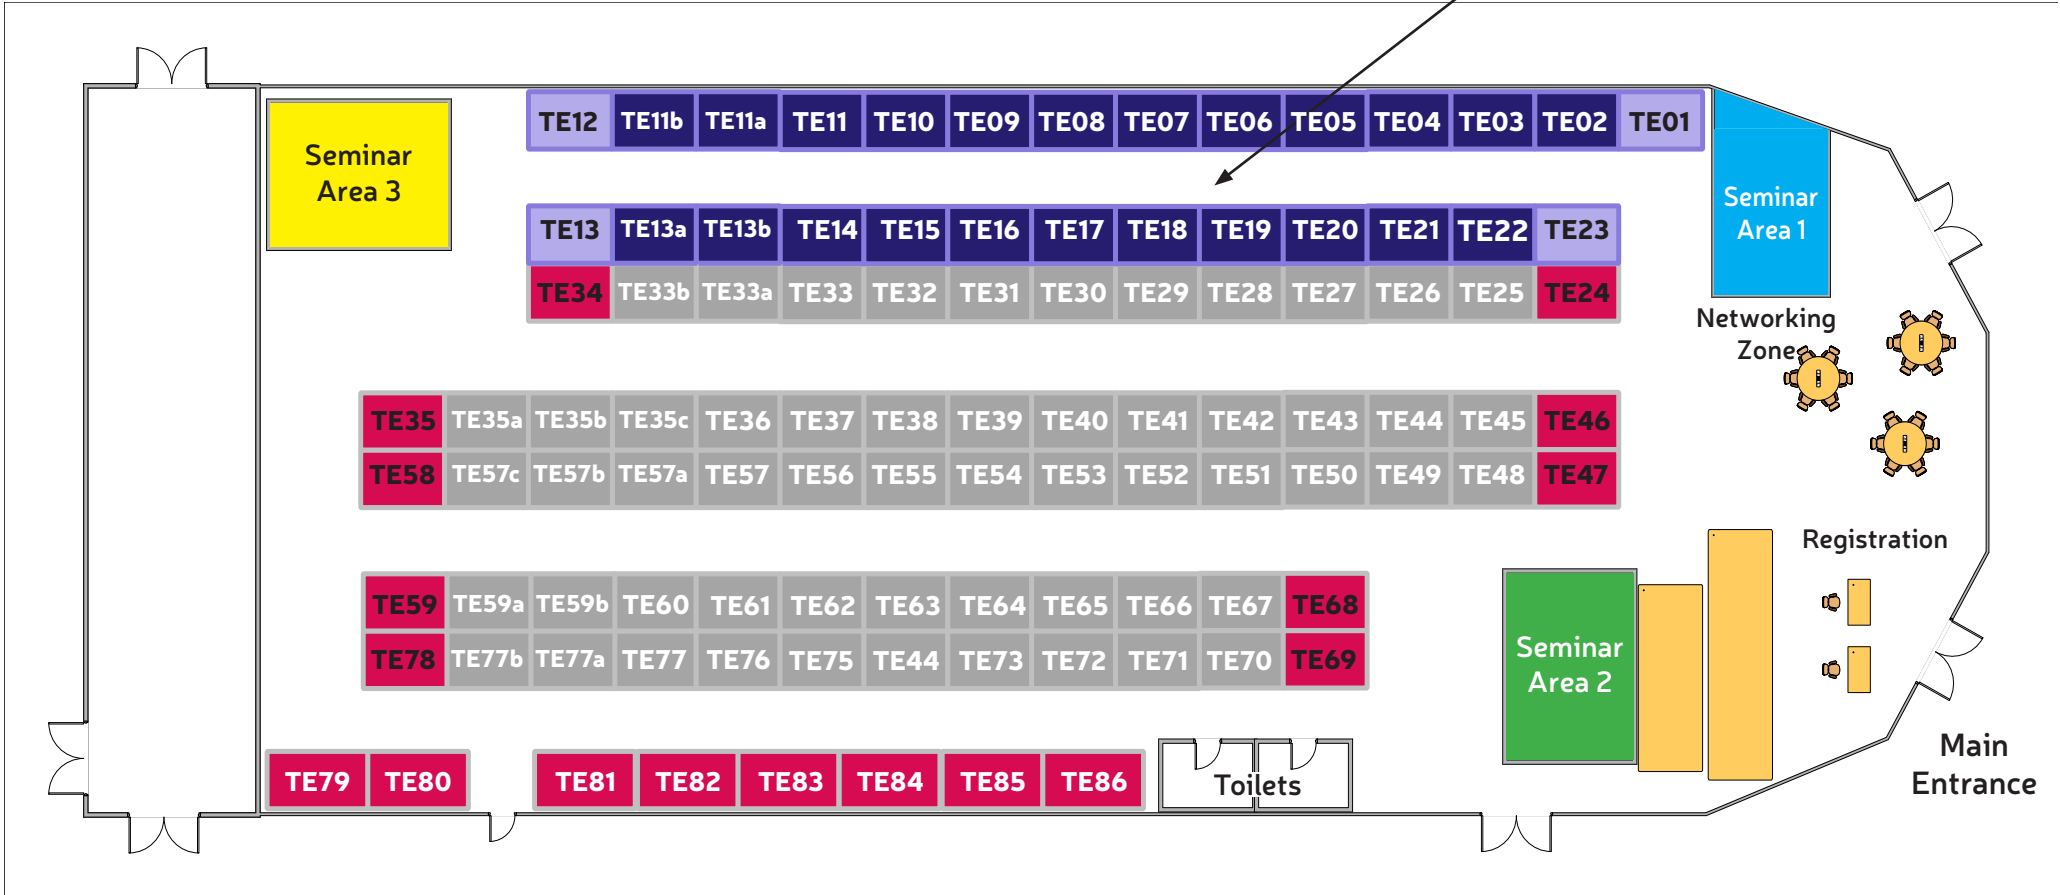 TE12 TE11b TE11a TE11 TE10 TE09 TE08 TE07 TE06 TE05 TE04 TE03 TE02 TE01
Seminar
Area 3
Seminar
Area 1
TE13 TE13a TE13b TE14 TE15 TE16 TE17 TE18 TE19 TE20 TE21 TE22 TE23
TE34 TE33b TE33a TE33 TE32 TE31 TE30 TE29 TE28 TE27 TE26 TE25 TE24
Networking
Zone
TE35 TE35a TE35b TE35c TE36 TE37 TE38 TE39 TE40 TE41 TE42 TE43 TE44 TE45 TE46
TE58 TE57c TE57b TE57a TE57 TE56 TE55 TE54 TE53 TE52 TE51 TE50 TE49 TE48 TE47
Registration
TE59 TE59a TE59b TE60 TE61 TE62 TE63 TE64 TE65 TE66 TE67 TE68
TE78 TE77b TE77a TE77 TE76 TE75 TE44 TE73 TE72 TE71 TE70 TE69
Seminar
Area 2
TE79 TE80 TE81 TE82 TE83 TE84 TE85 TE86
Toilets
Main
Entrance